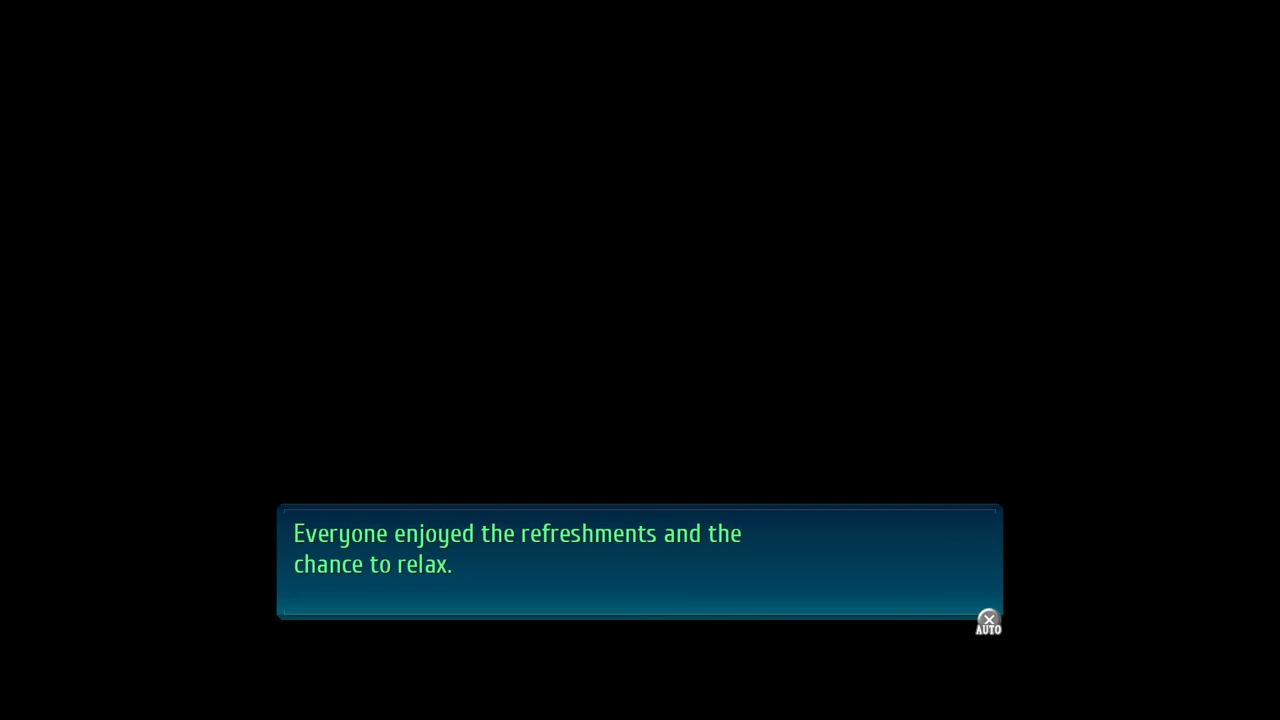 Everyone enjoyed the refreshments and the
chance to relax.
AUTO